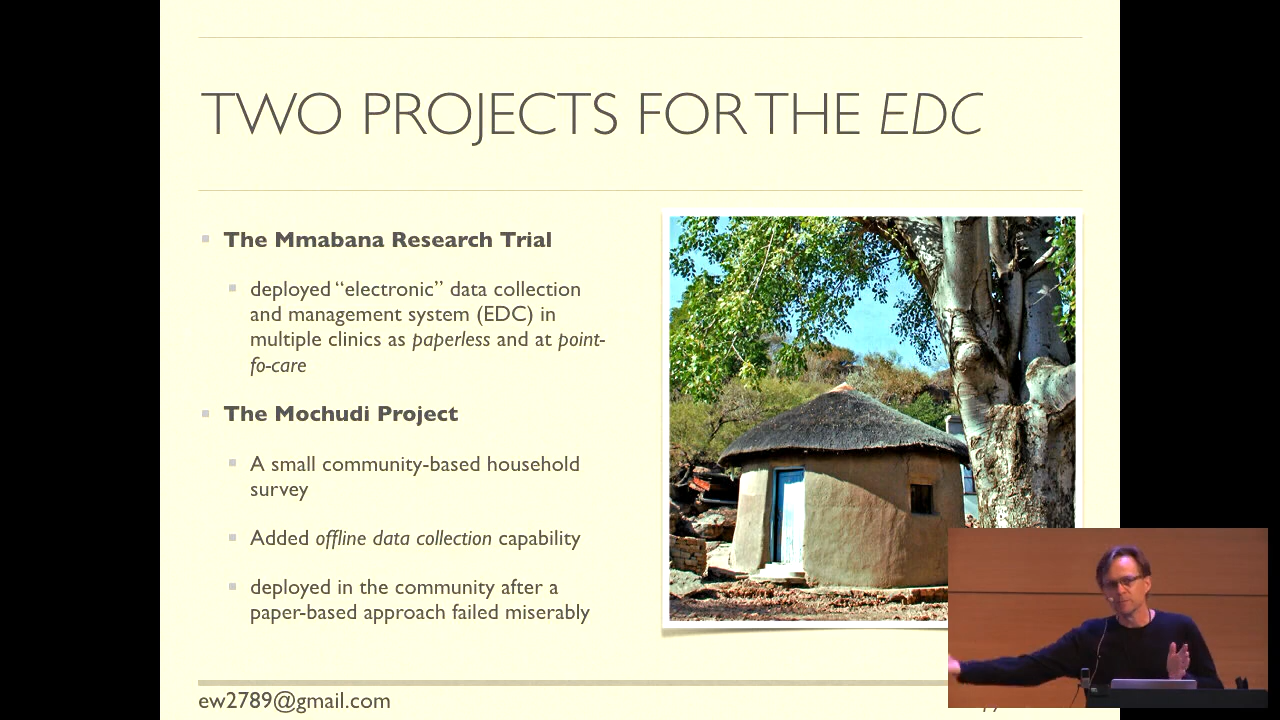 TWO PROJECTS FOR THE EDC
The Mmabana Research Trial
deployed “electronic” data collection
and management system (EDC) in
multiple clinics as paperless and at point-
fo-care
The Mochudi Project
A small community-based household
survey
Added offline data collection capability
deployed in the community after a
paper-based approach failed miserably
ew2789@gmail.com